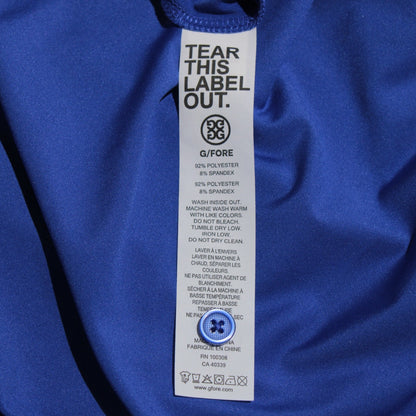 TEAR
THIS
LABEL
OUT.
G/FORE
92% POLYESTER
8% SPANDEX
92% POLYESTER
8% SPANDEX
WASH INSIDE OUT.
MACHINE WASH WARM
WITH LIKE COLORS.
DO NOT BLEACH.
TUMBLE DRY LOW.
IRON LOW.
DO NOT DRY CLEAN.
LAVER À L'ENVERS
LAVER EN MACHINE À
CHAUD, SÉPARER LES
COULEURS
NE PAS UTILISER AGENT DE
BLANCHIMENT.
SÉCHER À LA MACHINE À
BASSE TEMPÉRATURE
REPASSER À BASSE
FABRIQUE EN CHINE
RN 100308
CA 40339
www.gfore.com